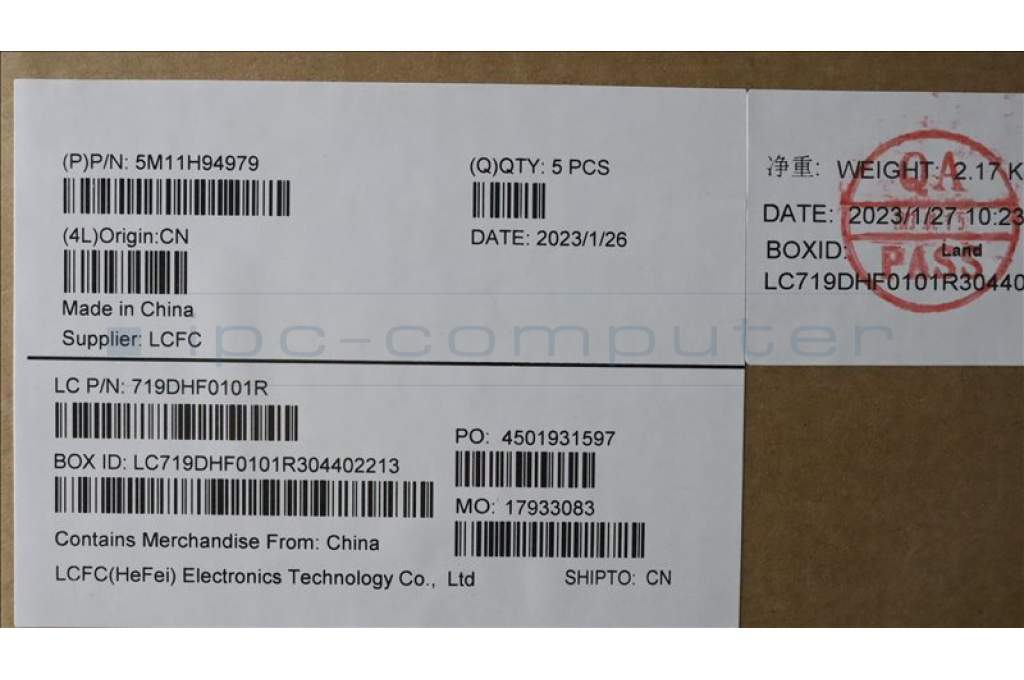 (P)P/N: 5M11H94979
(4L)Origin:CN
Made in China
Supplier: LCFC
(Q)QTY: 5 PCS
DATE: 2023/1/26
LC P/N: 719DHF0101R
BOX ID: LC719DHF0101R304402213
Contains Merchandise From: China
LCFC(HeFei) Electronics Technology Co., Ltd
PO: 4501931597
MO: 17933083
SHIPTO: CN
净重: WEIGHT: 2.17 K
DATE: 2023/1/27 10:23
BOXID:
Land
LC719DHF0101R30440
QA
PASS
ipc-computer